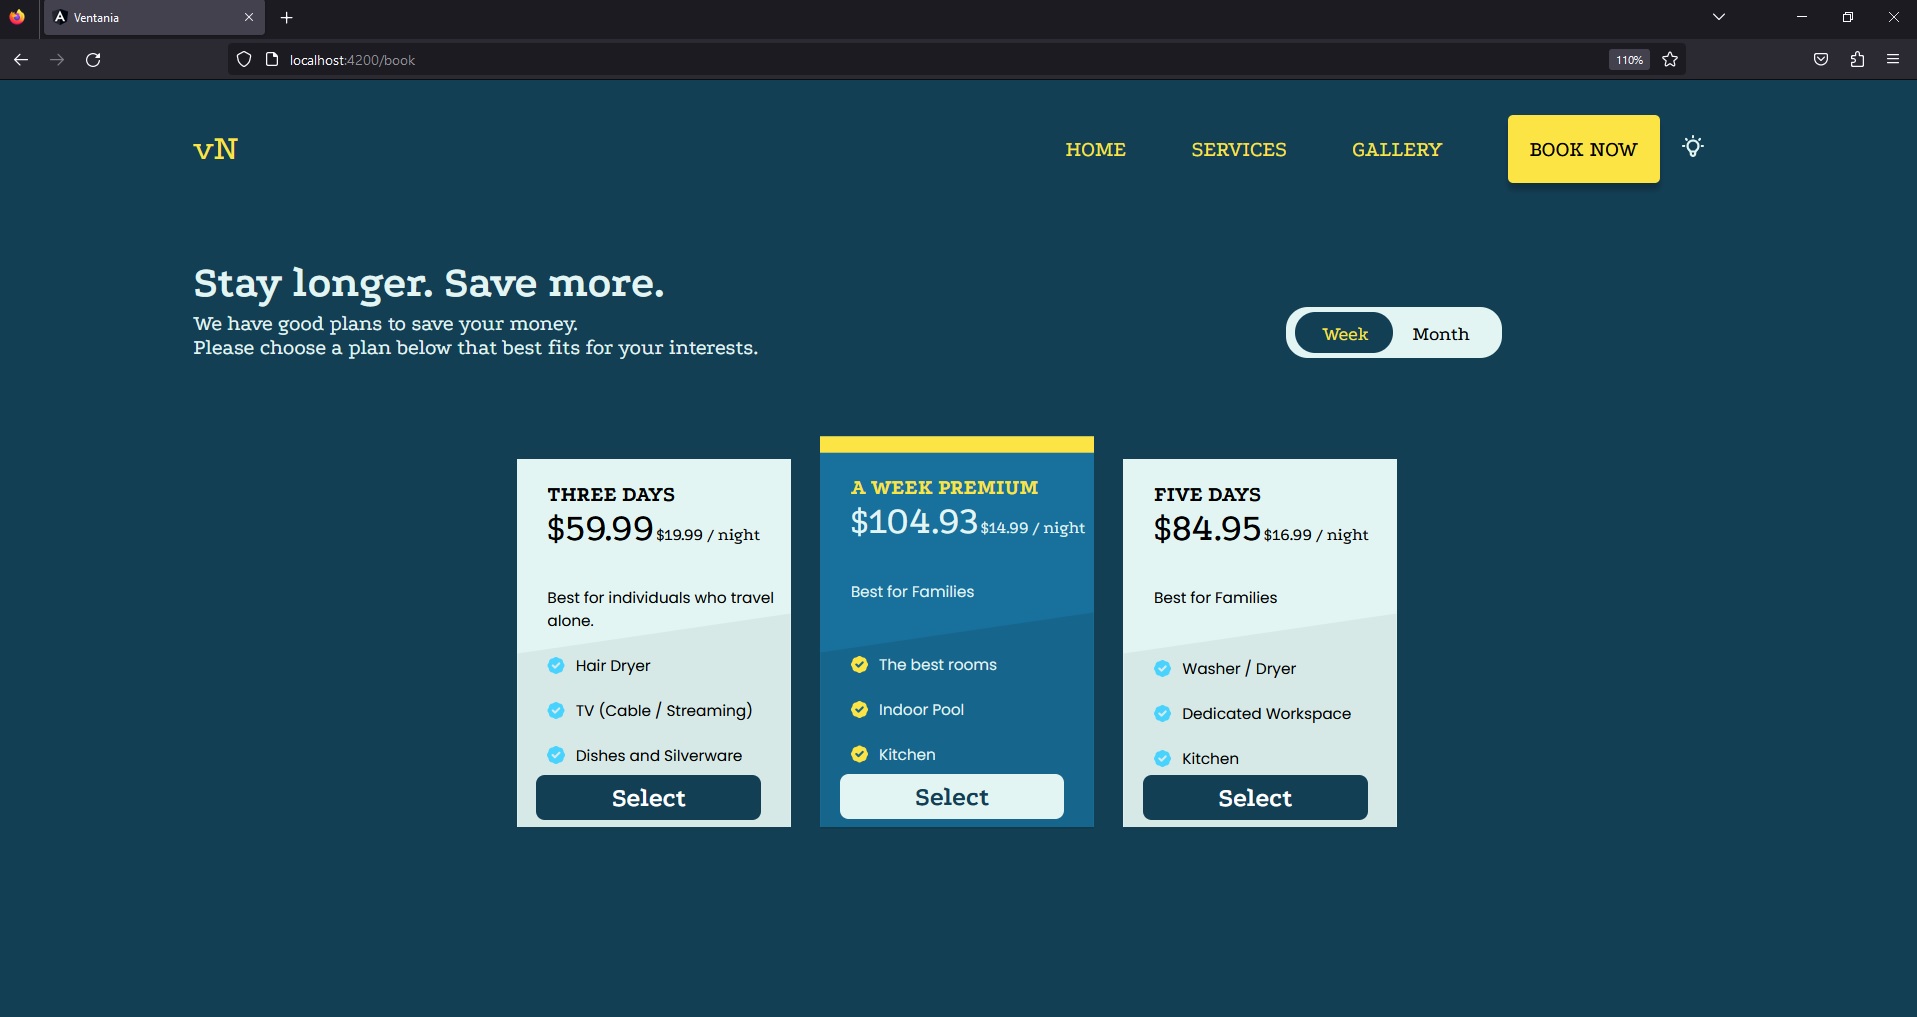 Ventania
localhost:4200/book
110%
vN
HOME
SERVICES
GALLERY
BOOK NOW
Stay longer. Save more.
We have good plans to save your money.
Please choose a plan below that best fits for your interests.
Week
Month
THREE DAYS
$59.99 $19.99 / night
Best for individuals who travel
alone.
Hair Dryer
TV (Cable / Streaming)
Dishes and Silverware
Select
A WEEK PREMIUM
$104.93 $14.99 / night
Best for Families
The best rooms
Indoor Pool
Kitchen
Select
FIVE DAYS
$84.95 $16.99 / night
Best for Families
Washer / Dryer
Dedicated Workspace
Kitchen
Select